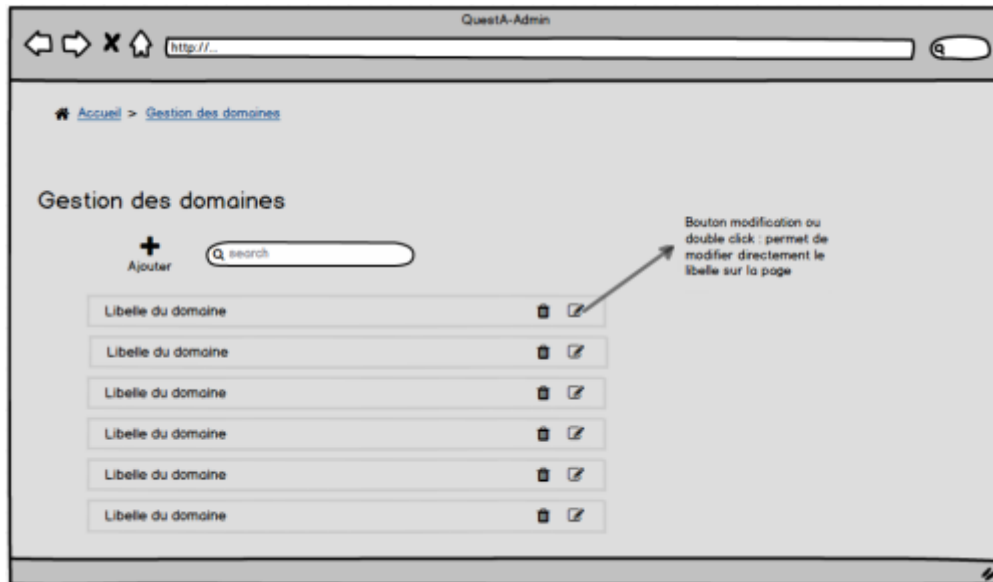 QuestA-Admin
http://...
Accueil > Gestion des domaines
Gestion des domaines
Bouton modification ou
double click : permet de
modifier directement le
libelle sur la page
Ajouter
search
Libelle du domaine
Libelle du domaine
Libelle du domaine
Libelle du domaine
Libelle du domaine
Libelle du domaine